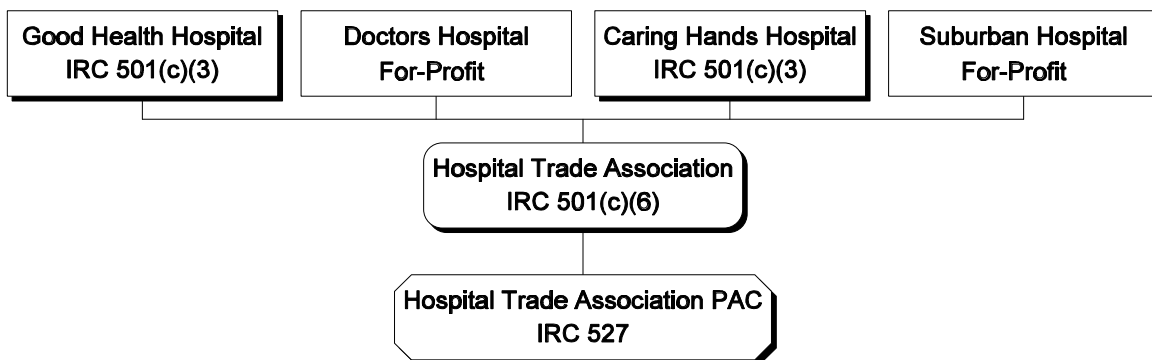 Good Health Hospital
IRC 501(c)(3)
Doctors Hospital
For-Profit
Caring Hands Hospital
IRC 501(c)(3)
Suburban Hospital
For-Profit
Hospital Trade Association
IRC 501(c)(6)
Hospital Trade Association PAC
IRC 527